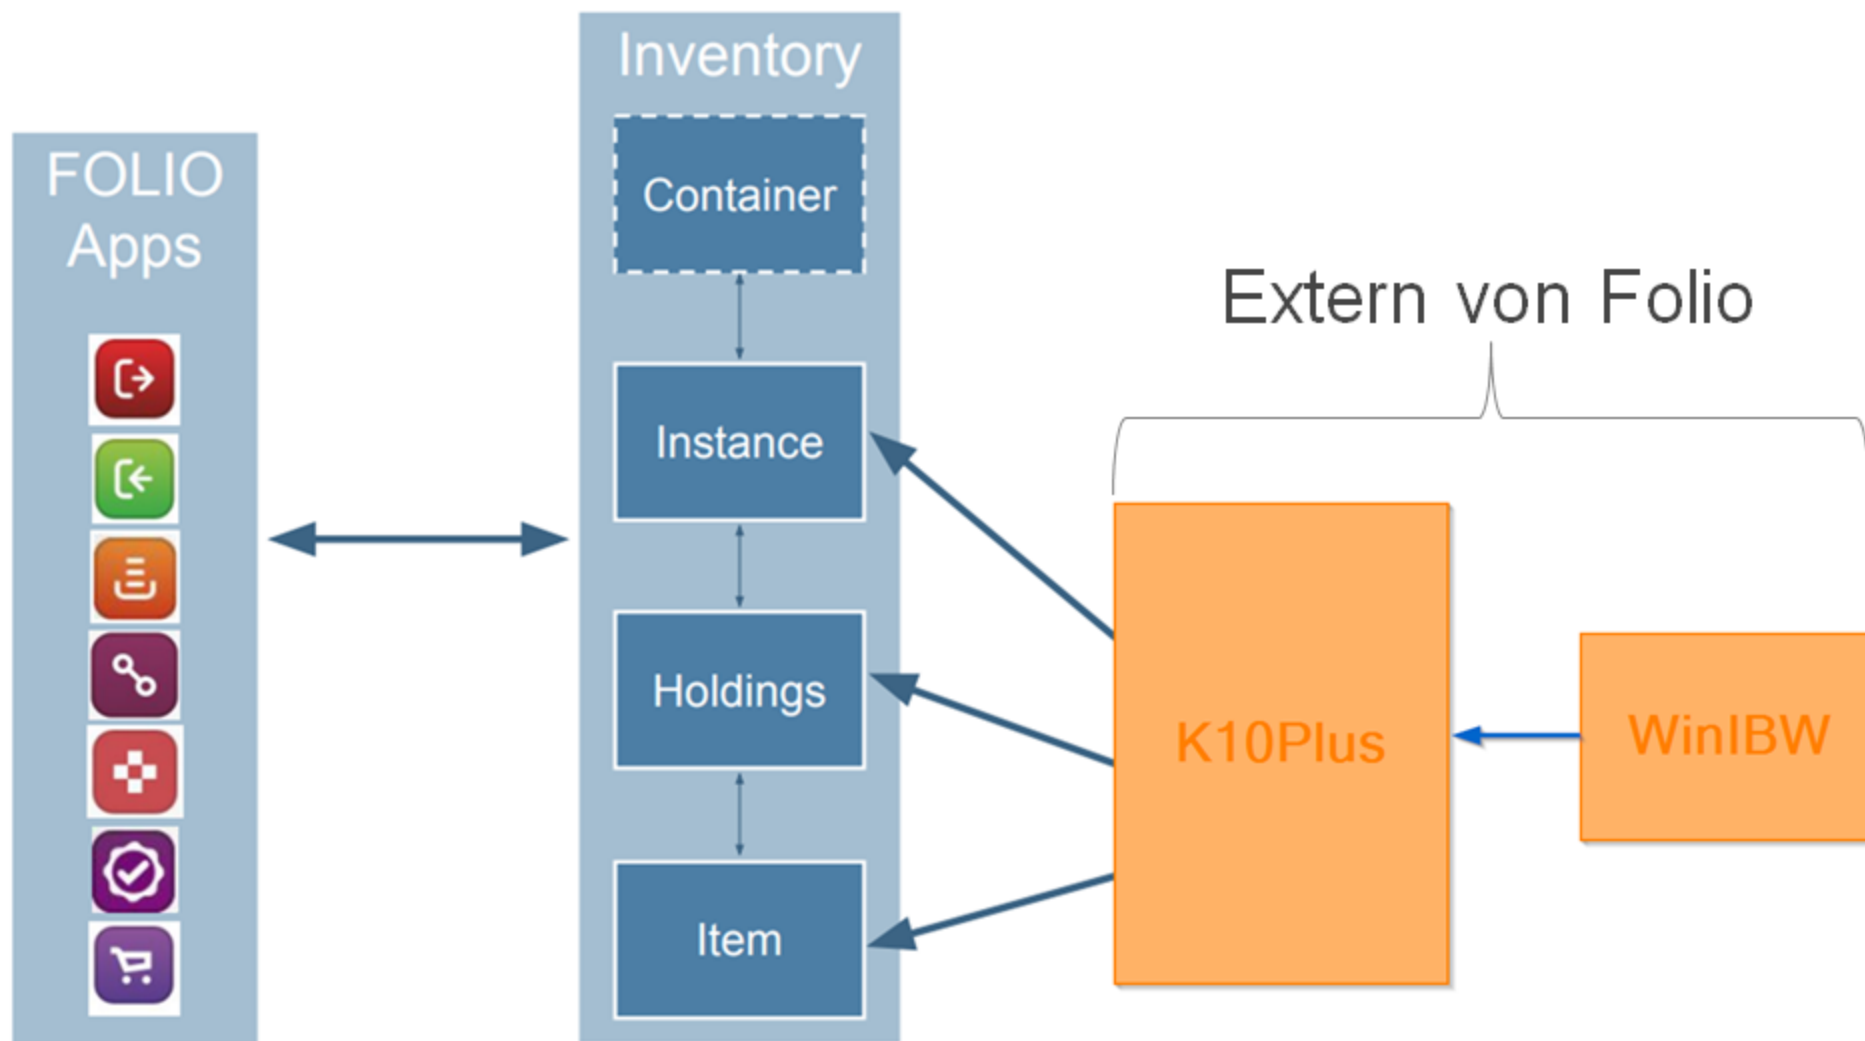 FOLIO
Apps
Inventory
Container
Instance
Holdings
Item
Extern von Folio
K10Plus
WinIBW